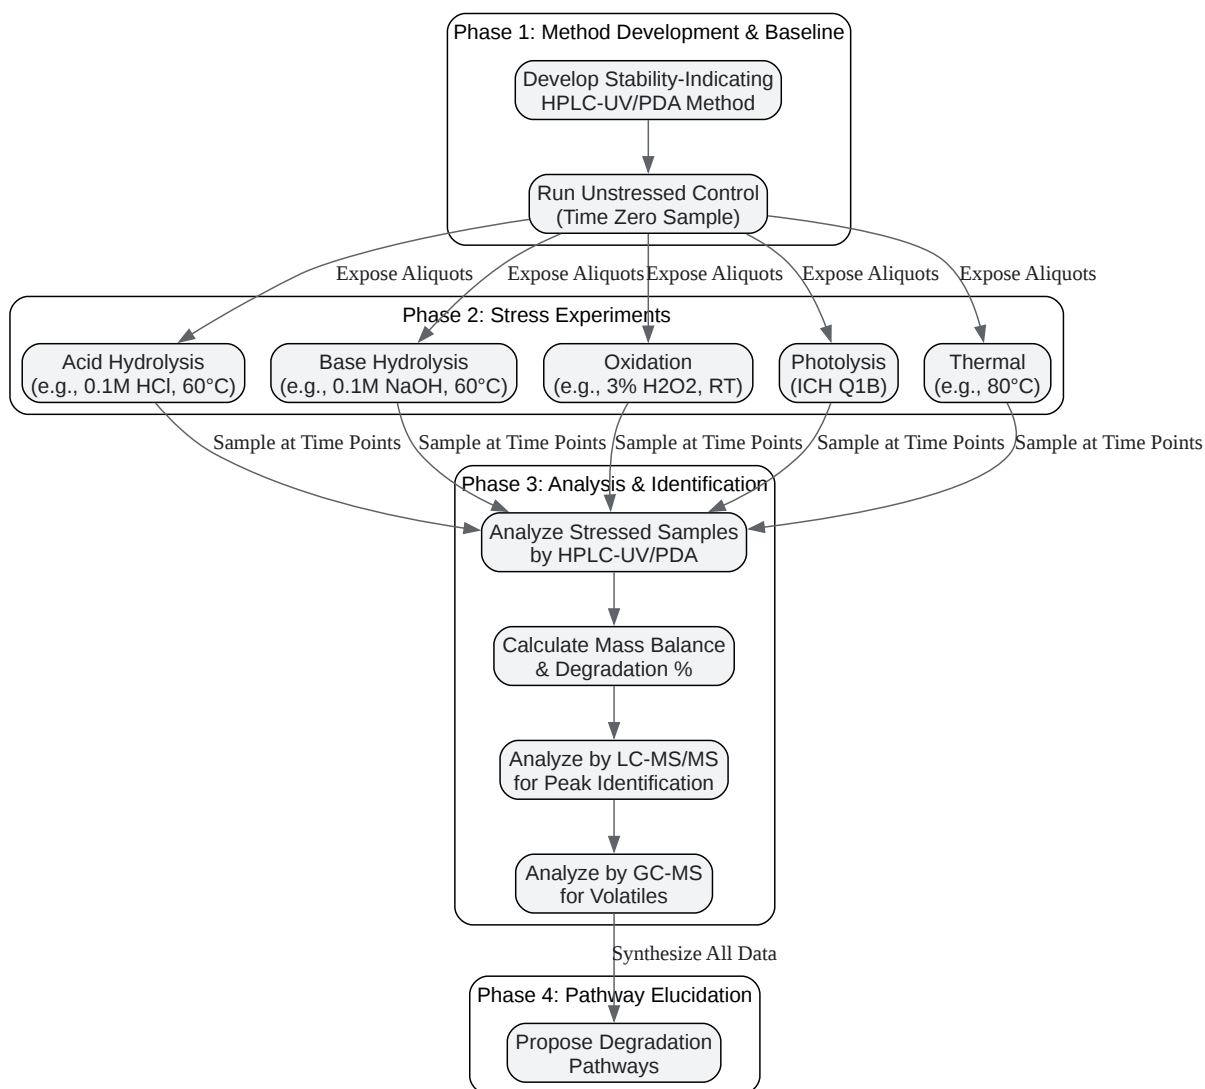 Phase 1: Method Development & Baseline
Develop Stability-Indicating
HPLC-UV/PDA Method
Run Unstressed Control
(Time Zero Sample)
Expose Aliquots
Expose Aliquots
Expose Aliquots
Expose Aliquots
Expose Aliquots
Phase 2: Stress Experiments
Acid Hydrolysis
(e.g., 0.1M HCl, 60°C)
Base Hydrolysis
(e.g., 0.1M NaOH, 60°C)
Oxidation
(e.g., 3% H2O2, RT)
Photolysis
(ICH Q1B)
Thermal
(e.g., 80°C)
Sample at Time Points
Sample at Time Points
Sample at Time Points
Sample at Time Points
Sample at Time Points
Phase 3: Analysis & Identification
Analyze Stressed Samples
by HPLC-UV/PDA
Calculate Mass Balance
& Degradation %
Analyze by LC-MS/MS
for Peak Identification
Analyze by GC-MS
for Volatiles
Synthesize All Data
Phase 4: Pathway Elucidation
Propose Degradation
Pathways